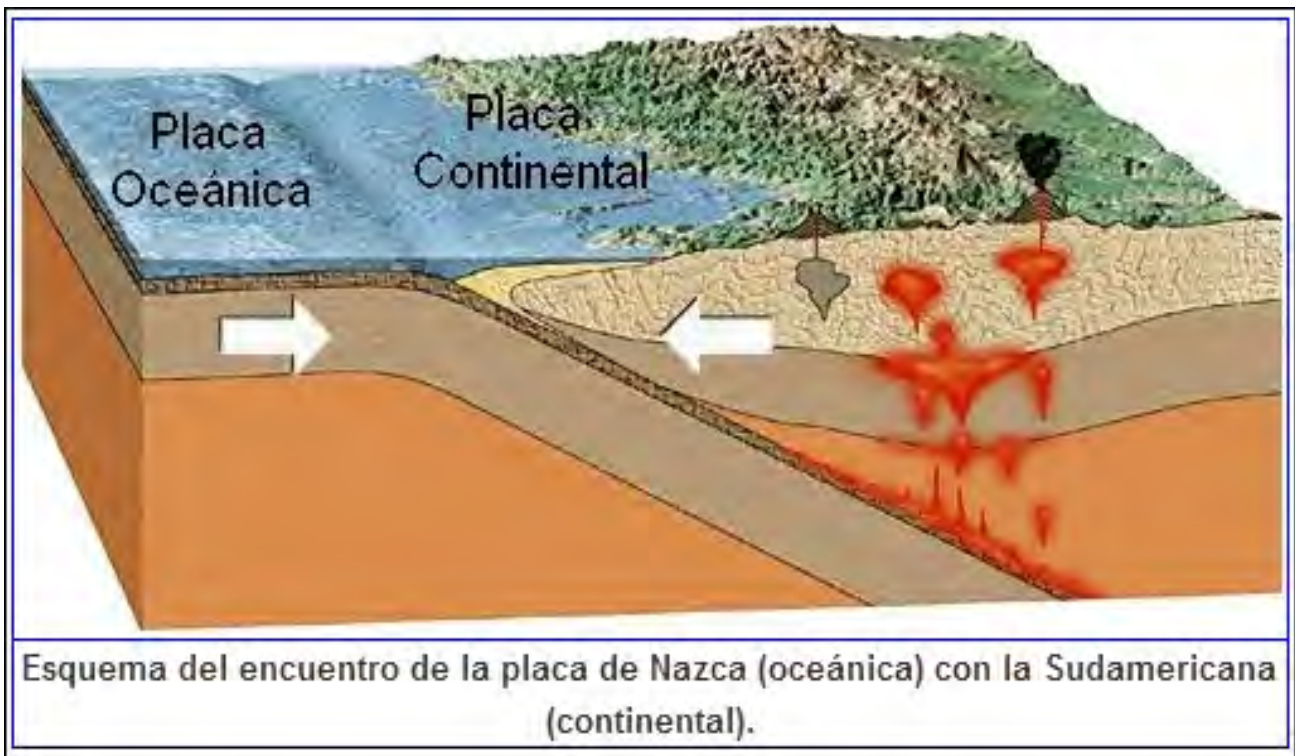 Placa
Oceánica
Placa
Continental
Esquema del encuentro de la placa de Nazca (oceánica) con la Sudamericana
(continental).